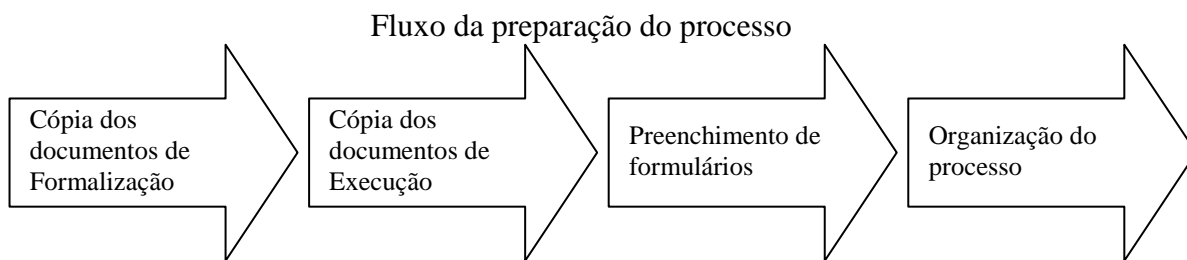 Fluxo da preparação do processo
Cópia dos
documentos de
Formalização
Cópia dos
documentos de
Execução
Preenchimento de
formulários
Organização do
processo